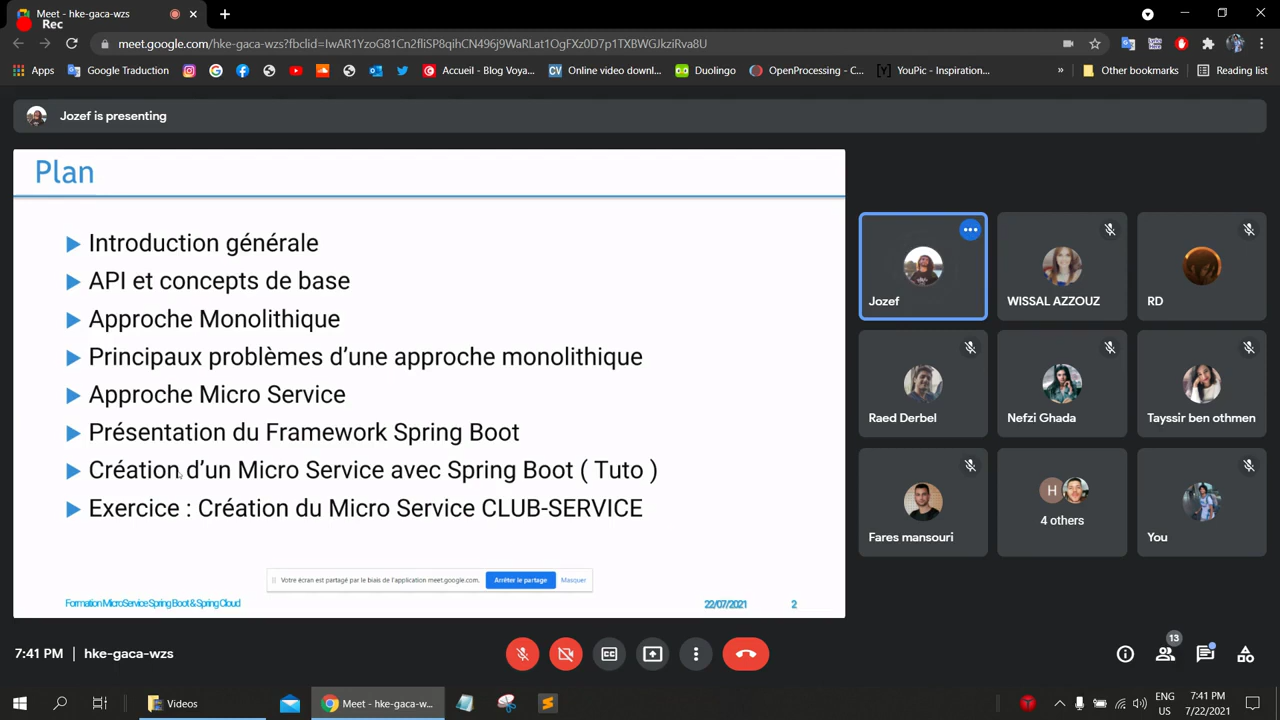 Meet - hke-gaca-wzs
Rec
meet.google.com/hke-gaca-wzs?fbclid=IwAR1YzoG81Cn2fliSP8qihCN496j9WaRLat1OgFXz0D7p1TXBWGJkziRva8U
Apps Google Traduction Accueil - Blog Voya... Online video downl... Duolingo OpenProcessing - C... YouPic - Inspiration... » Other bookmarks Reading list
Jozef is presenting
Plan
Introduction générale
API et concepts de base
Approche Monolithique
Principaux problèmes d’une approche monolithique
Approche Micro Service
Présentation du Framework Spring Boot
Création d’un Micro Service avec Spring Boot ( Tuto )
Exercice : Création du Micro Service CLUB-SERVICE
Votre écran est partagé par le biais de l'application meet.google.com. Arrêter le partage Masquer
Formation MicroService Spring Boot & Spring Cloud 22/07/2021 2
Jozef WISSAL AZZOUZ RD
Raed Derbel Nefzi Ghada Tayssir ben othmen
H
Fares mansouri 4 others You
7:41 PM | hke-gaca-wzs 13
Videos Meet - hke-gaca-w... ENG 7:41 PM
US 7/22/2021